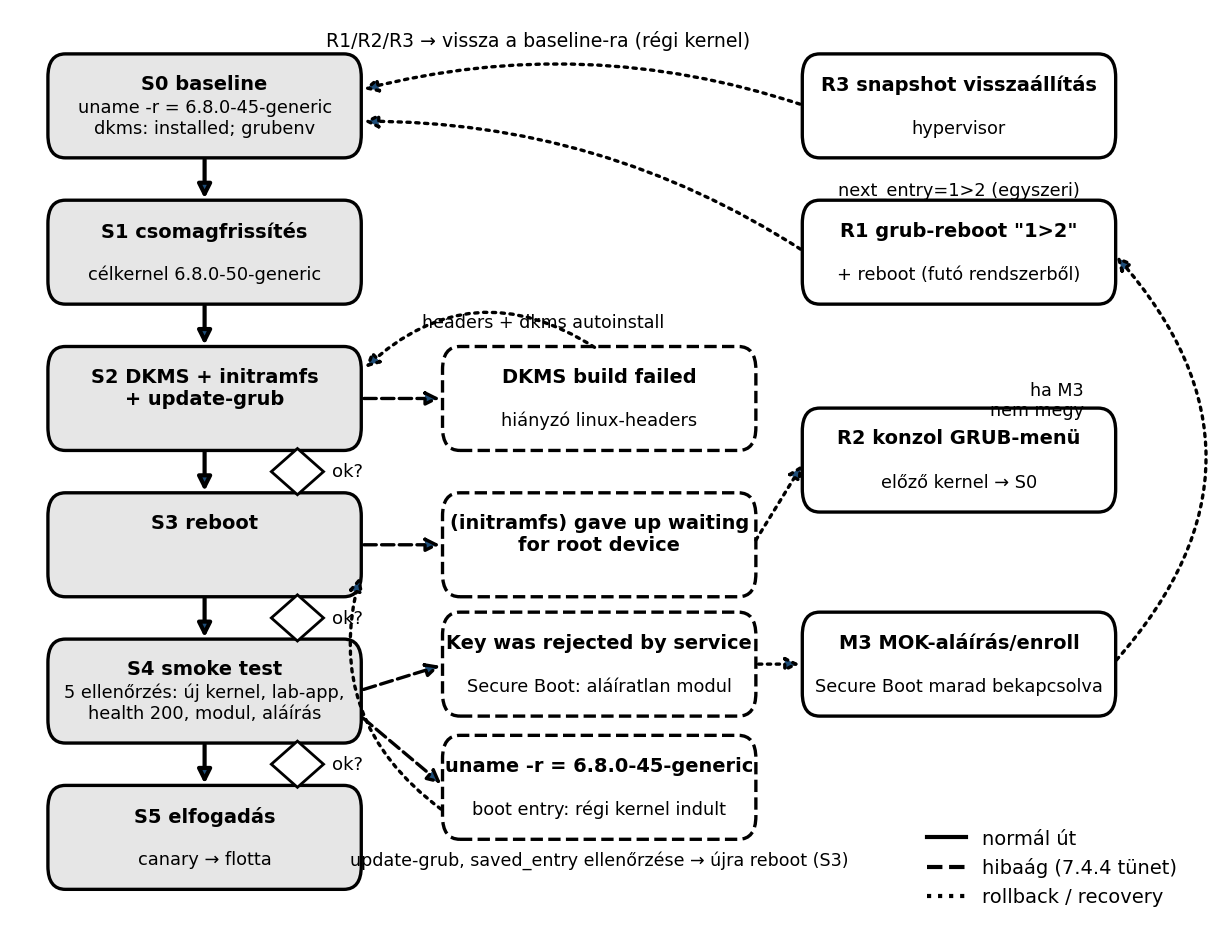 R1/R2/R3 → vissza a baseline-ra (régi kernel)
S0 baseline
uname -r = 6.8.0-45-generic
dkms: installed; grubenv
R3 snapshot visszaállítás
hypervisor
next_entry=1>2 (egyszeri)
S1 csomagfrissítés
célkernel 6.8.0-50-generic
R1 grub-reboot "1>2"
+ reboot (futó rendszerből)
headers + dkms autoinstall
S2 DKMS + initramfs
+ update-grub
DKMS build failed
hiányzó linux-headers
ha M3
nem megy
R2 konzol GRUB-menü
előző kernel → S0
ok?
S3 reboot
(initramfs) gave up waiting
for root device
ok?
S4 smoke test
5 ellenőrzés: új kernel, lab-app,
health 200, modul, aláírás
Key was rejected by service
Secure Boot: aláíratlan modul
M3 MOK-aláírás/enroll
Secure Boot marad bekapcsolva
ok?
uname -r = 6.8.0-45-generic
boot entry: régi kernel indult
S5 elfogadás
canary → flotta
update-grub, saved_entry ellenőrzése → újra reboot (S3)
normál út
hibaág (7.4.4 tünet)
rollback / recovery